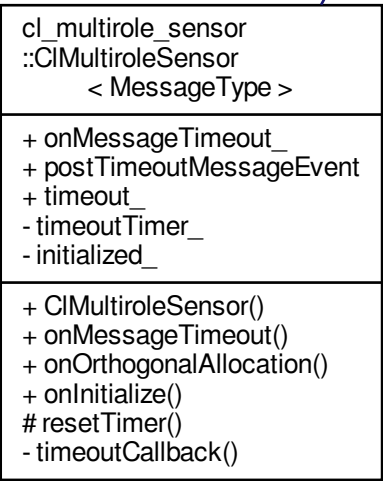 cl_multirole_sensor
::ClMultiroleSensor
< MessageType >
+ onMessageTimeout_
+ postTimeoutMessageEvent
+ timeout_
- timeoutTimer_
- initialized_
+ ClMultiroleSensor()
+ onMessageTimeout()
+ onOrthogonalAllocation()
+ onInitialize()
# resetTimer()
- timeoutCallback()